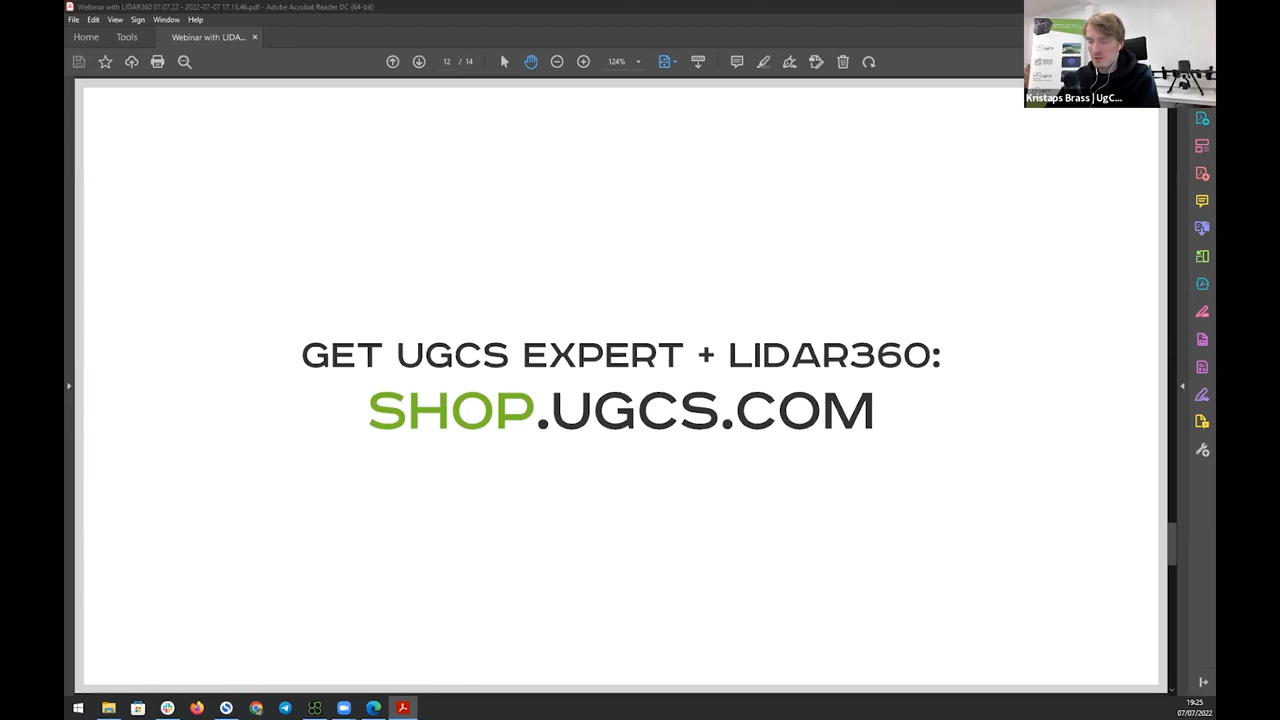 Webinar with LIDAR360 07.07.22 - 2022-07-07 17.13.46.pdf - Adobe Acrobat Reader DC (64-bit)
File Edit View Sign Window Help
Home Tools Webinar with LIDA... ×
12 / 14 124%
Kristaps Brass | UgC...
GET UGCS EXPERT + LIDAR360:
SHOP.UGCS.COM
19:25
07/07/2022